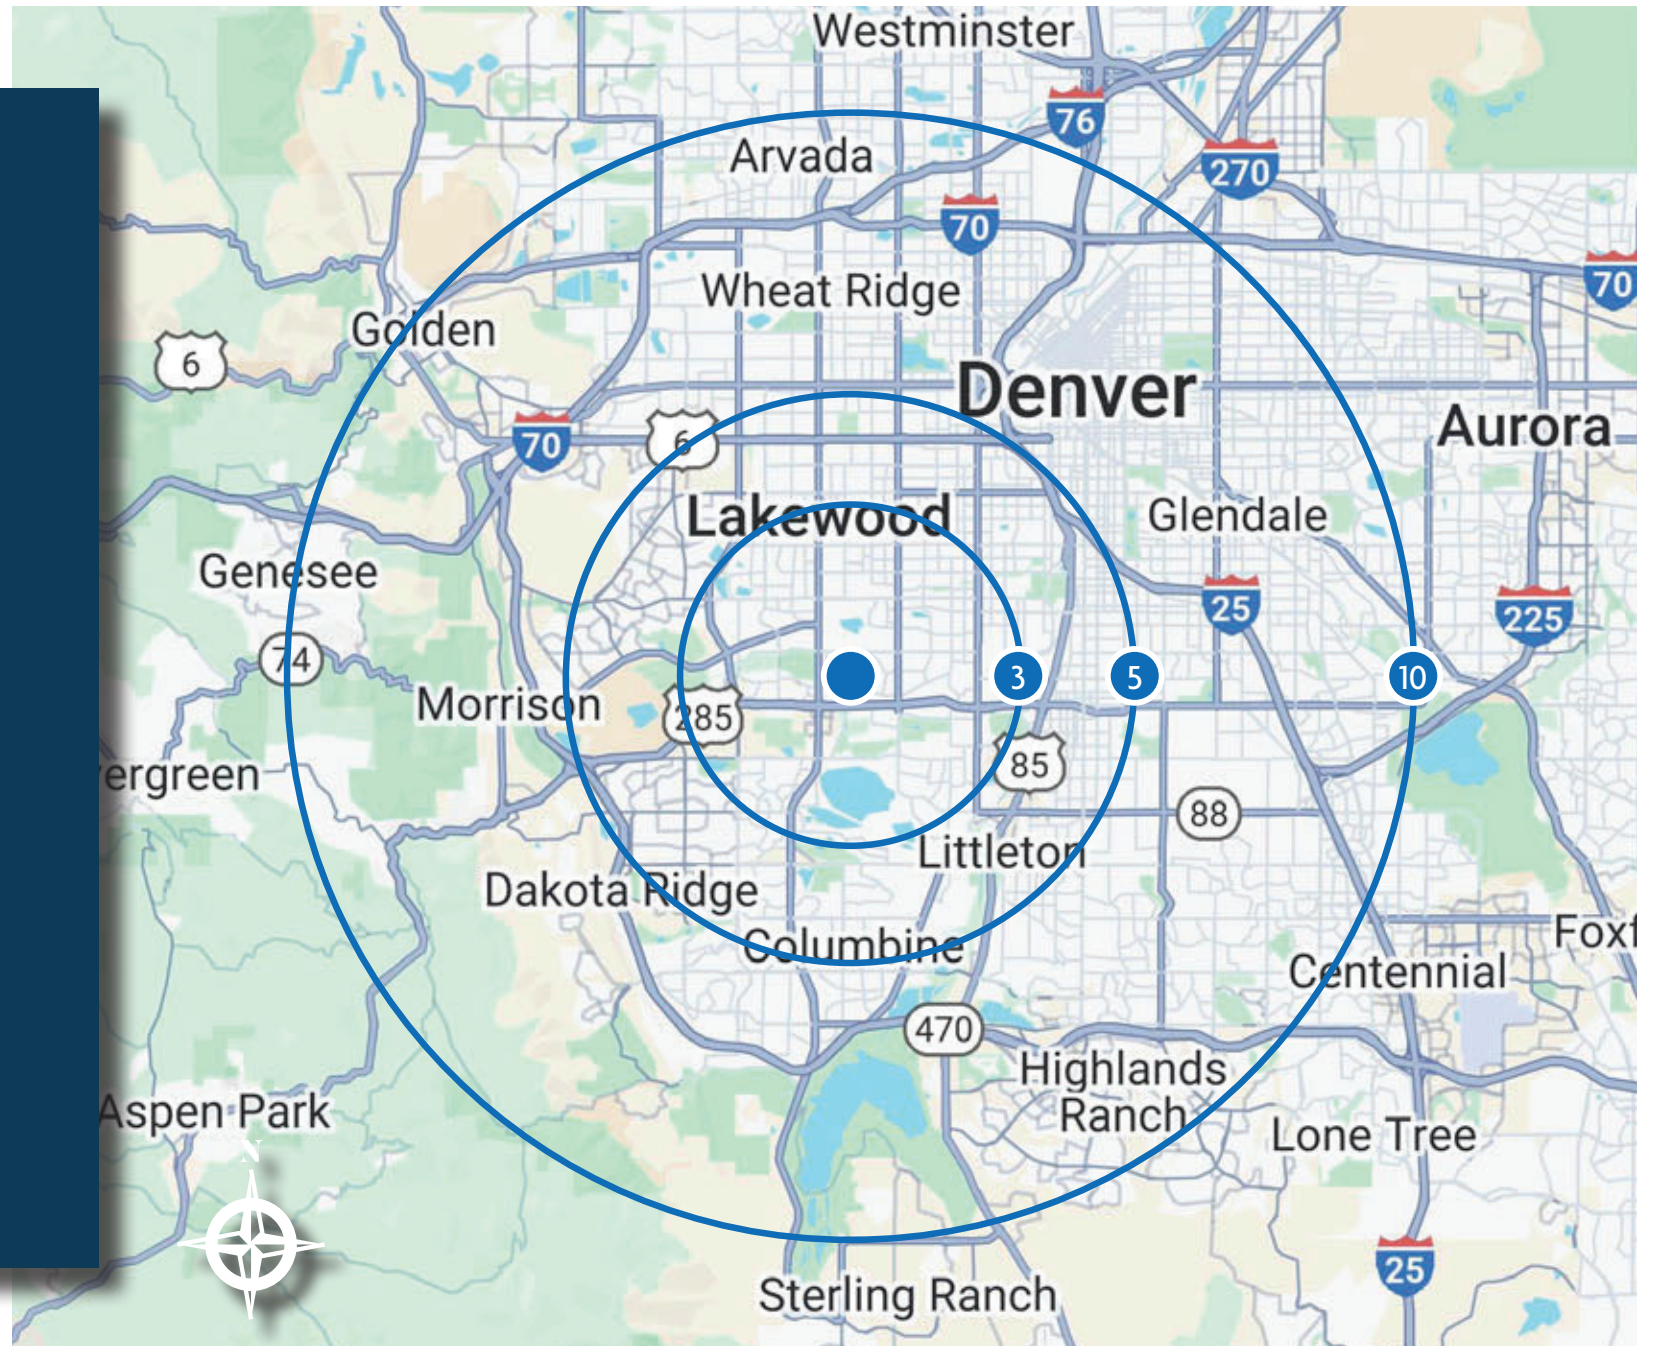 Westminster
76
Arvada
270
70
70
Wheat Ridge
Golden
6
Denver
Aurora
70
6
Lakewood
Glendale
Genesee
25
225
74
3
5
10
Morrison
285
85
ergreen
88
Littleton
Dakota Ridge
Columbine
Foxf
Centennial
470
Highlands
Ranch
Aspen Park
Lone Tree
N
25
Sterling Ranch